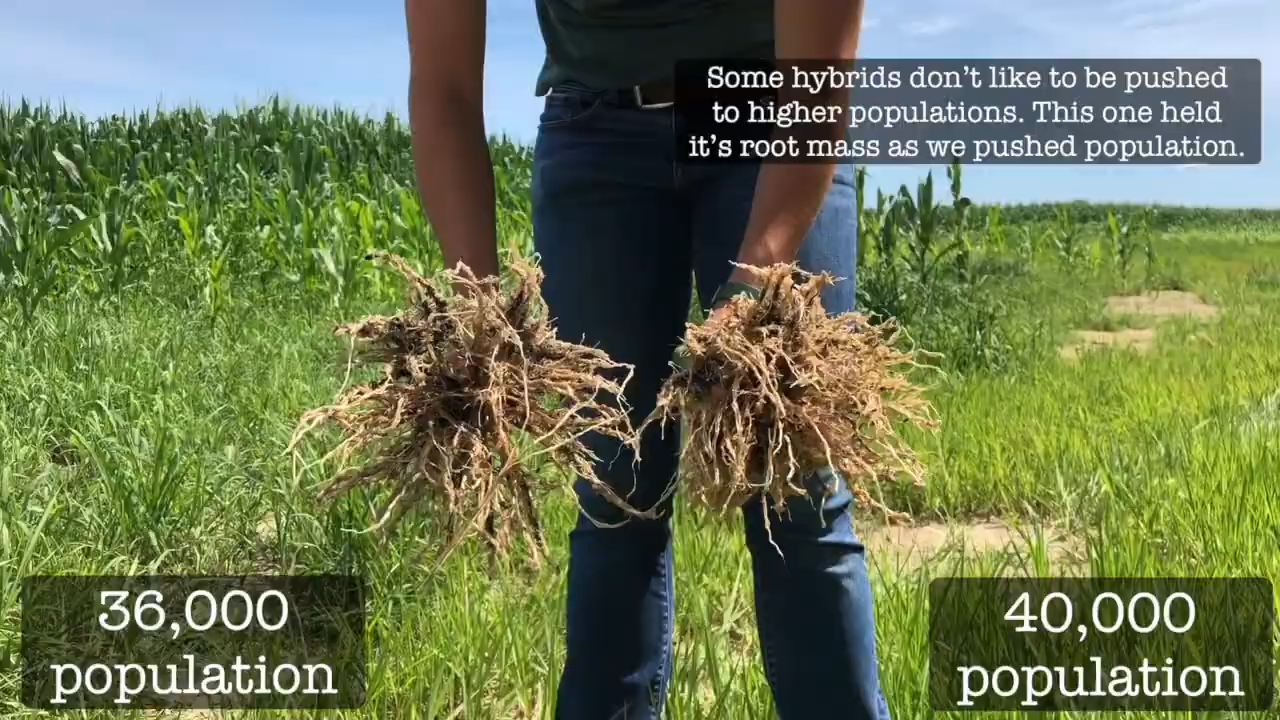 Some hybrids don't like to be pushed
to higher populations. This one held
it's root mass as we pushed population.
36,000
population
40,000
population